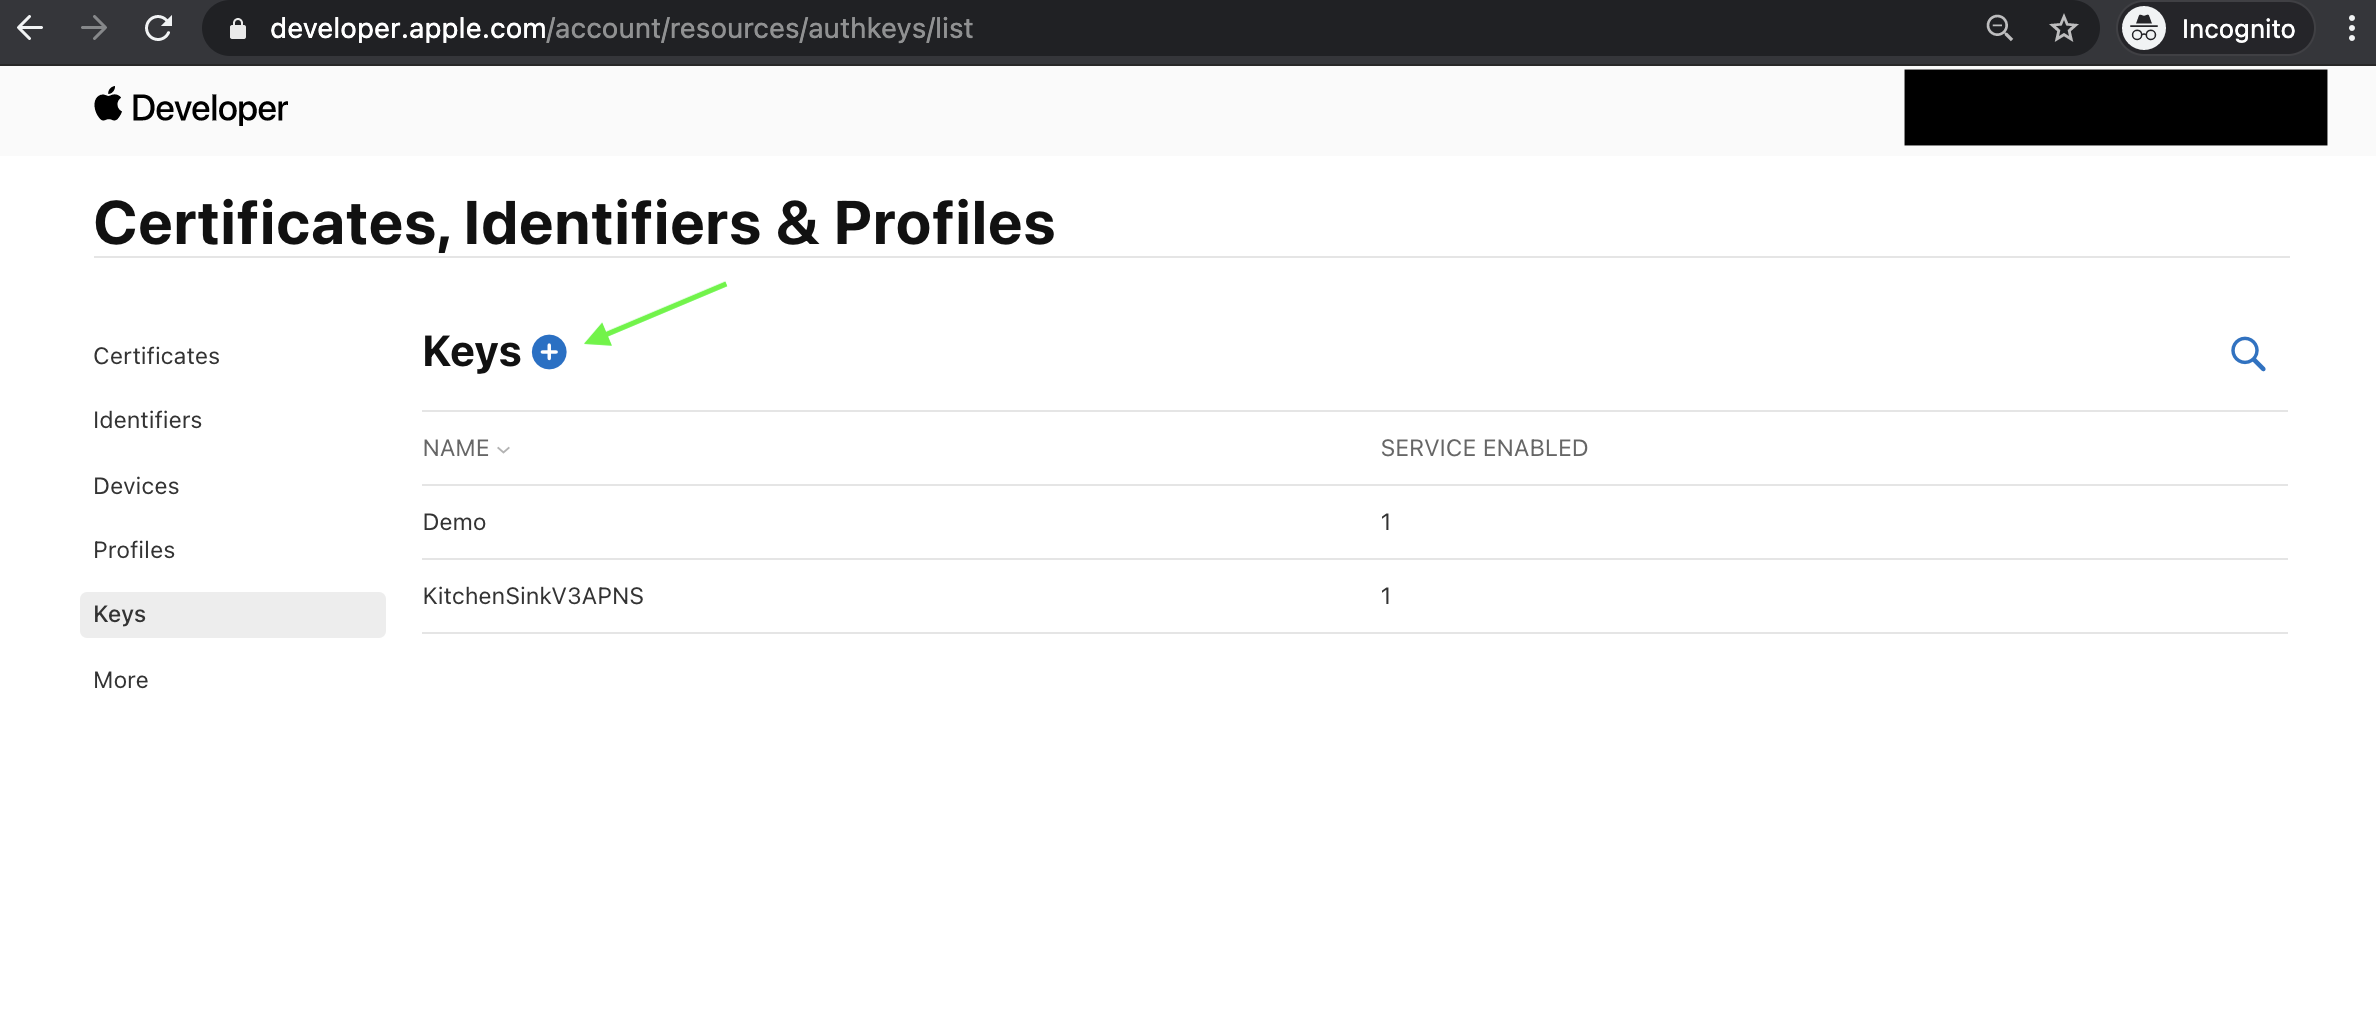 developer.apple.com/account/resources/authkeys/list
Incognito
Developer
Certificates, Identifiers & Profiles
Certificates
Identifiers
Devices
Profiles
Keys
More
Keys
NAME SERVICE ENABLED
Demo 1
KitchenSinkV3APNS 1